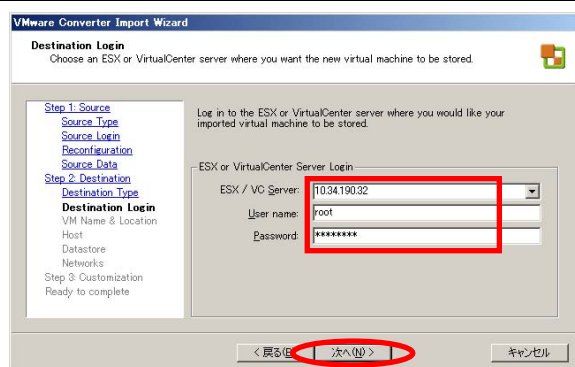 VMware Converter Import Wizard
Destination Login
Choose an ESX or VirtualCenter server where you want the new virtual machine to be stored.
Step 1: Source
Source Type
Source Login
Reconfiguration
Source Data
Step 2: Destination
Destination Type
Destination Login
VM Name & Location
Host
Datastore
Networks
Step 3: Customization
Ready to complete
Log in to the ESX or VirtualCenter server where you would like your
imported virtual machine to be stored.
ESX or VirtualCenter Server Login
ESX / VC Server: 10.34.190.32
User name: root
Password: ********
< 戻る(B) 次へ(N) > キャンセル